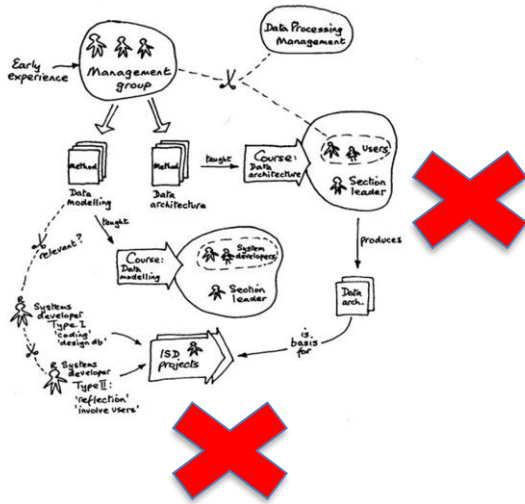 Data Processing
Management
Early
experience
Management
group
Method
Data
modelling
Method
Data
architecture
taught
Course:
Data
architecture
Users
Section
leader
produces
Data
arch.
is
basis
for
relevant?
taught
Course:
Data
modelling
System
developers
Section
leader
Systems
developer
Type I
'coding'
'design db'
Systems
developer
Type II:
'reflection'
'involve users'
ISD
projects